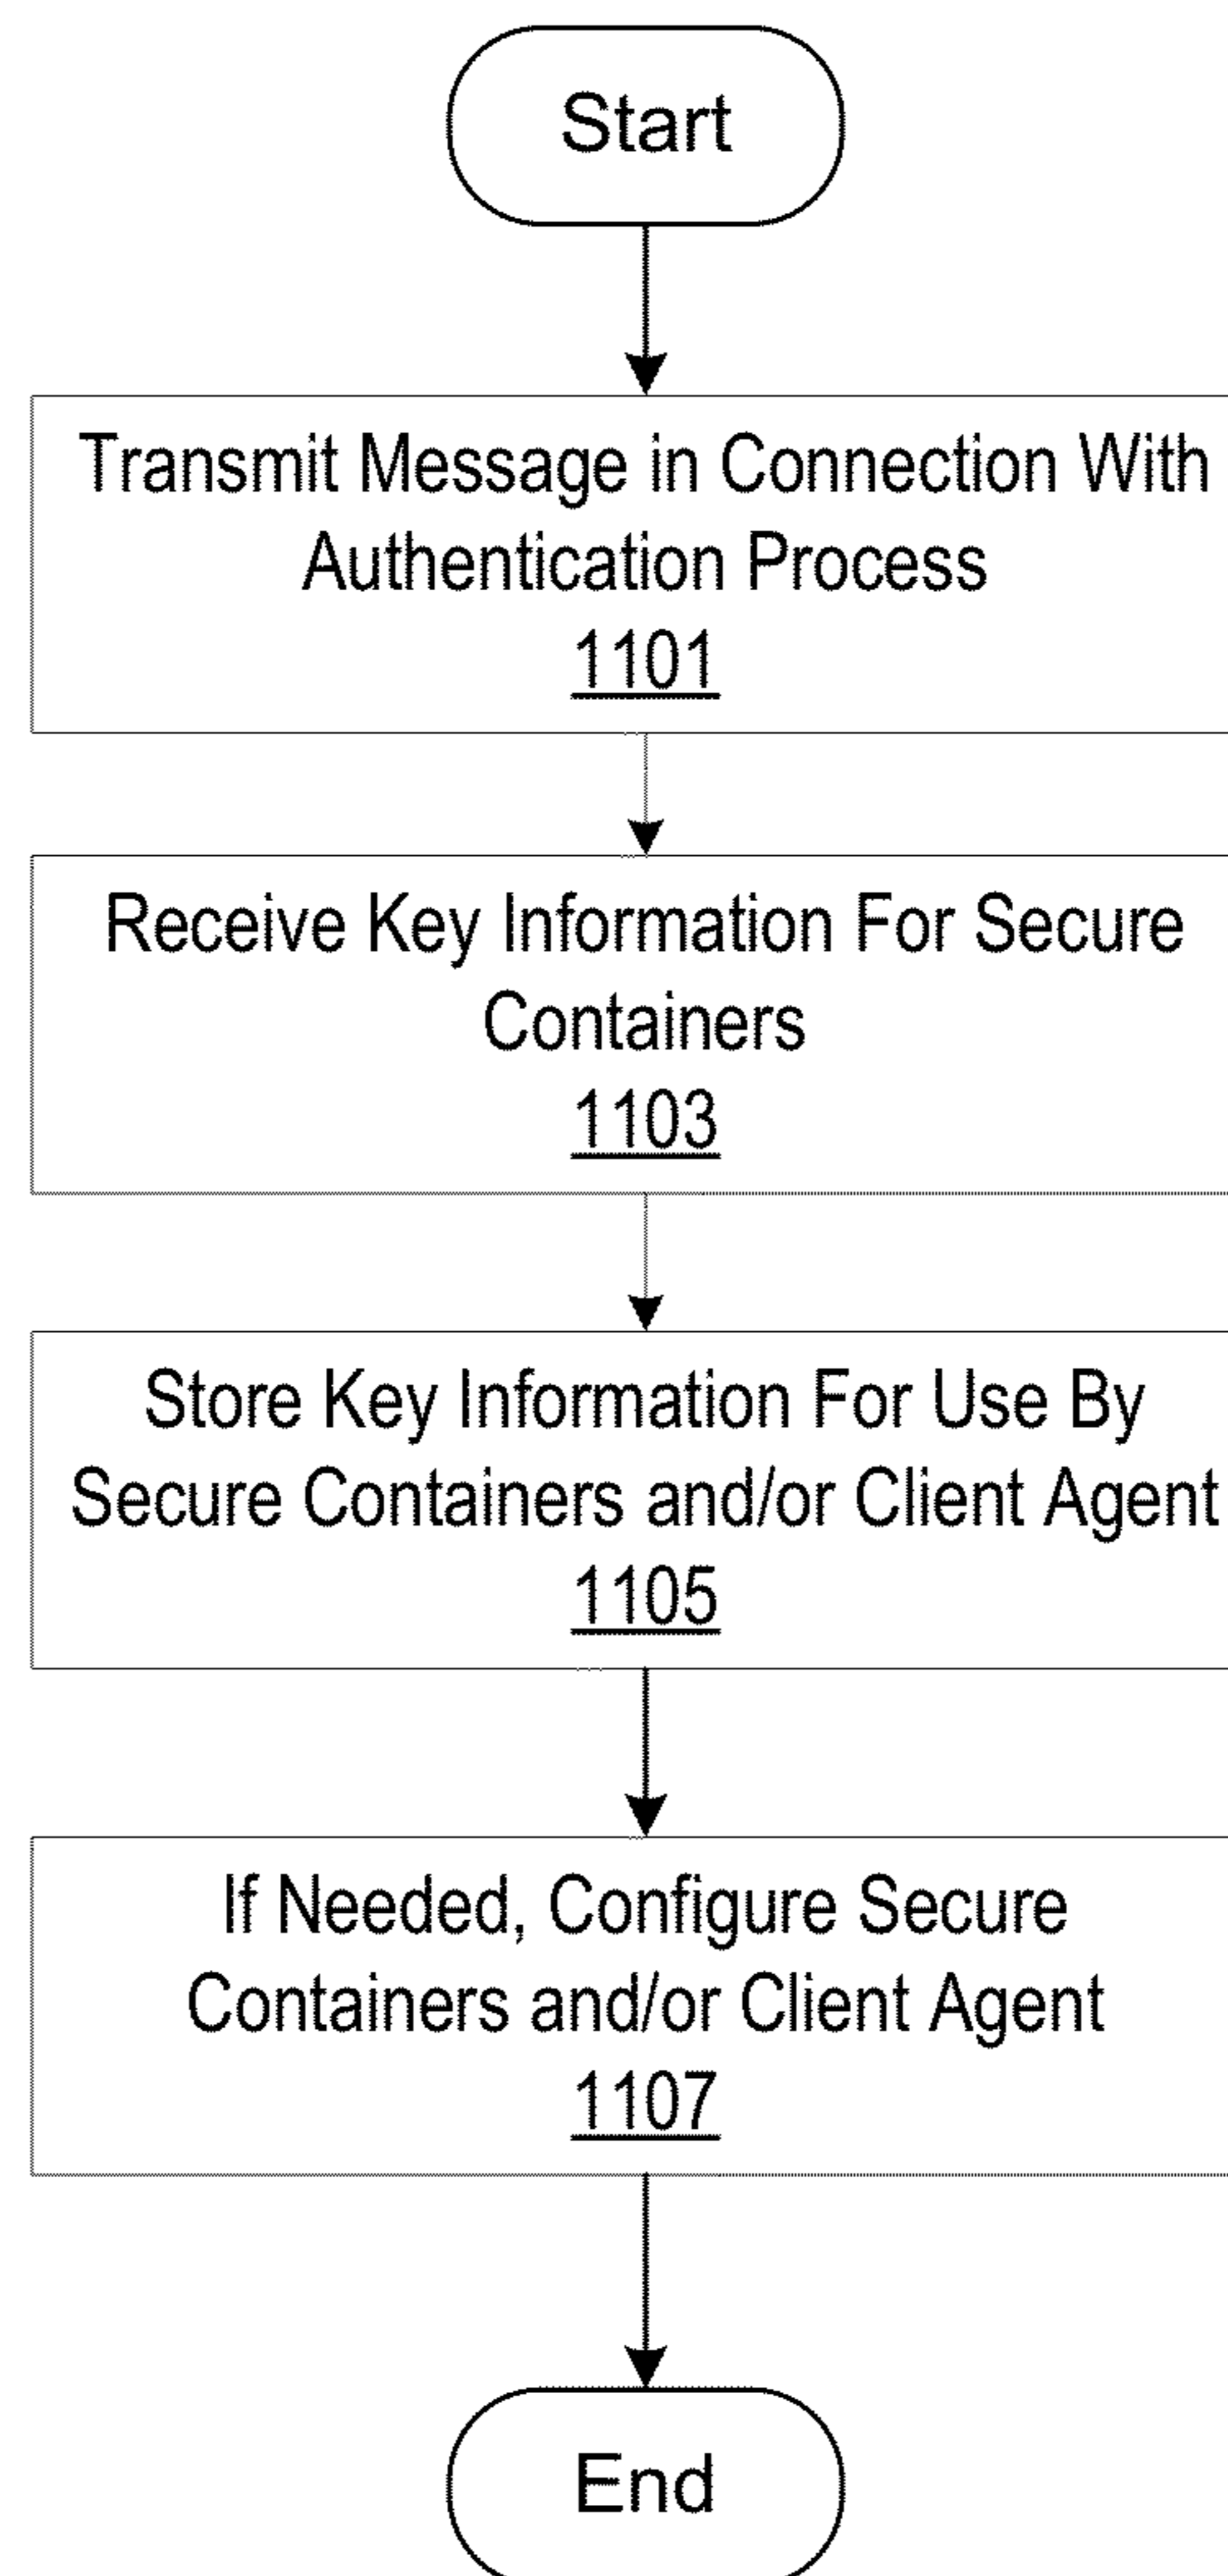 Start
Transmit Message in Connection With
Authentication Process
1101
Receive Key Information For Secure
Containers
1103
Store Key Information For Use By
Secure Containers and/or Client Agent
1105
If Needed, Configure Secure
Containers and/or Client Agent
1107
End